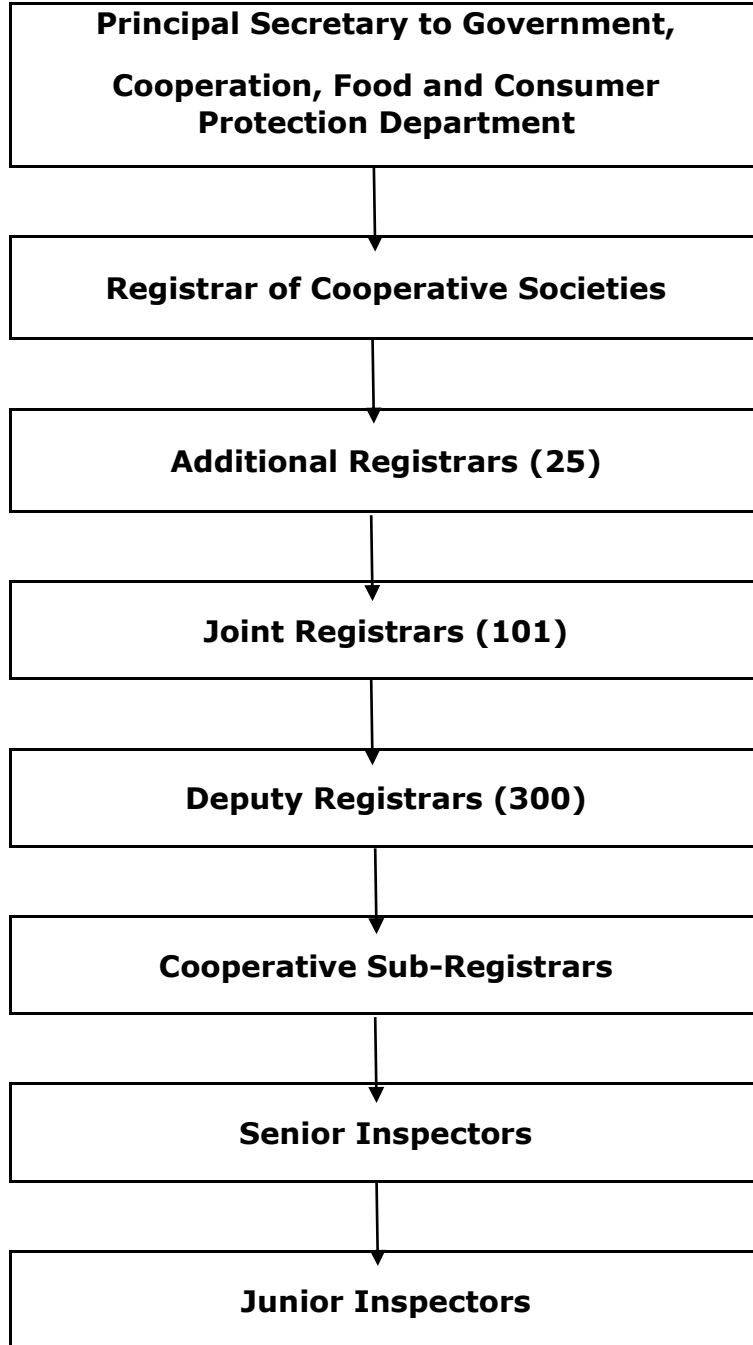 Principal Secretary to Government,
Cooperation, Food and Consumer
Protection Department
Registrar of Cooperative Societies
Additional Registrars (25)
Joint Registrars (101)
Deputy Registrars (300)
Cooperative Sub-Registrars
Senior Inspectors
Junior Inspectors